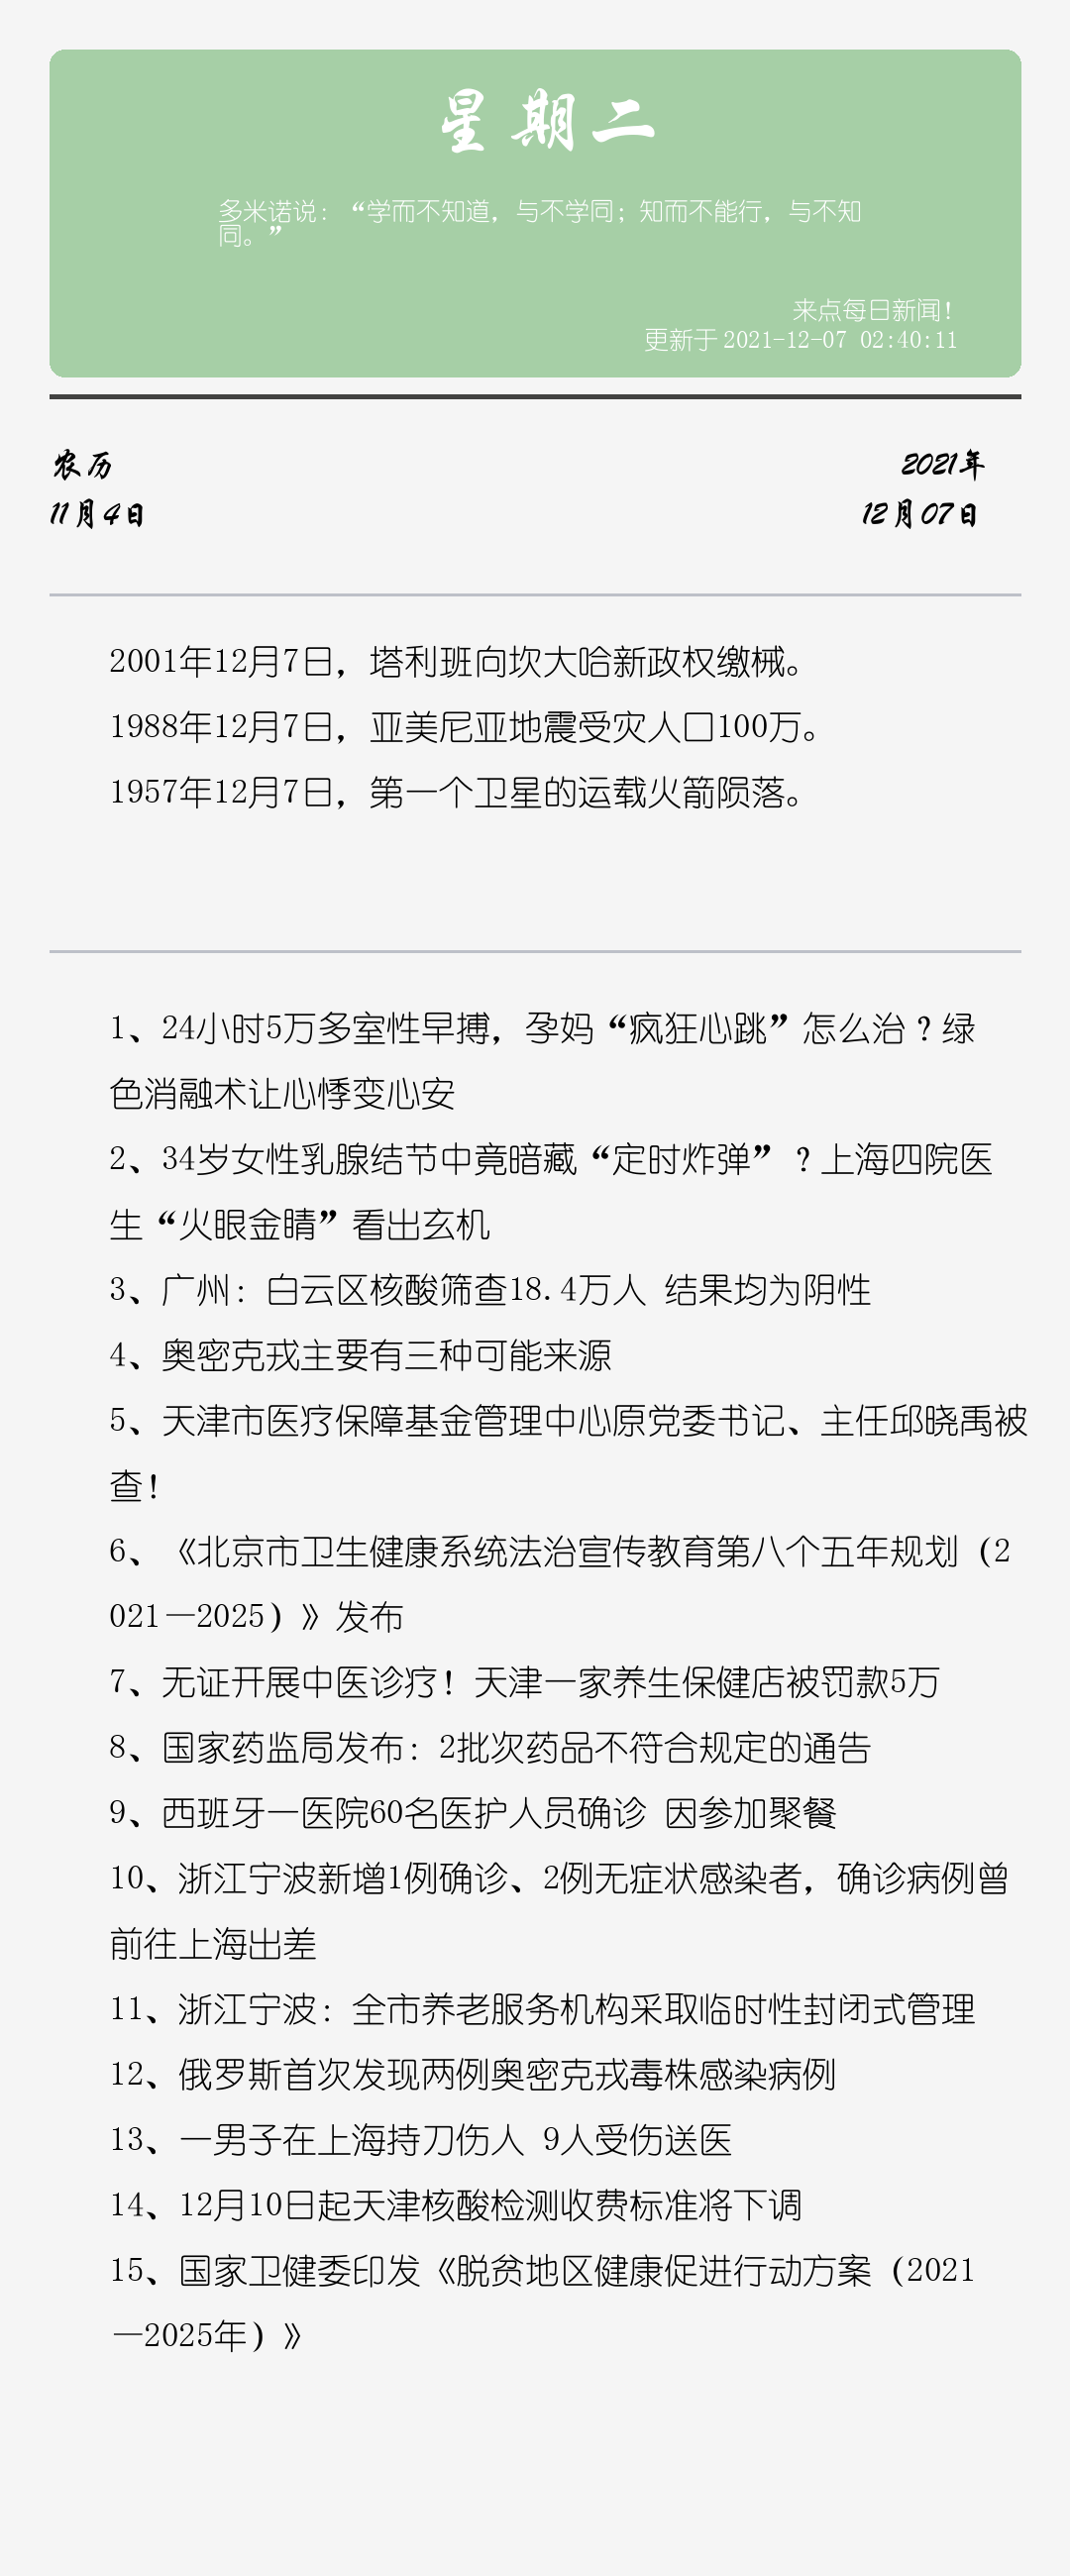 星期二
多米诺说：“学而不知道，与不学同；知而不能行，与不知
同。”
来点每日新闻！
更新于 2021-12-07 02:40:11
农历
2021年
11月4日
12月07日
2001年12月7日，塔利班向坎大哈新政权缴械。
1988年12月7日，亚美尼亚地震受灾人口100万。
1957年12月7日，第一个卫星的运载火箭陨落。
1、24小时5万多室性早搏，孕妈“疯狂心跳”怎么治？绿
色消融术让心悸变心安
2、34岁女性乳腺结节中竟暗藏“定时炸弹”？上海四院医
生“火眼金睛”看出玄机
3、广州：白云区核酸筛查18.4万人 结果均为阴性
4、奥密克戎主要有三种可能来源
5、天津市医疗保障基金管理中心原党委书记、主任邱晓禹被
查！
6、《北京市卫生健康系统法治宣传教育第八个五年规划（2
021—2025）》发布
7、无证开展中医诊疗！天津一家养生保健店被罚款5万
8、国家药监局发布：2批次药品不符合规定的通告
9、西班牙一医院60名医护人员确诊 因参加聚餐
10、浙江宁波新增1例确诊、2例无症状感染者，确诊病例曾
前往上海出差
11、浙江宁波：全市养老服务机构采取临时性封闭式管理
12、俄罗斯首次发现两例奥密克戎毒株感染病例
13、一男子在上海持刀伤人 9人受伤送医
14、12月10日起天津核酸检测收费标准将下调
15、国家卫健委印发《脱贫地区健康促进行动方案（2021
—2025年）》